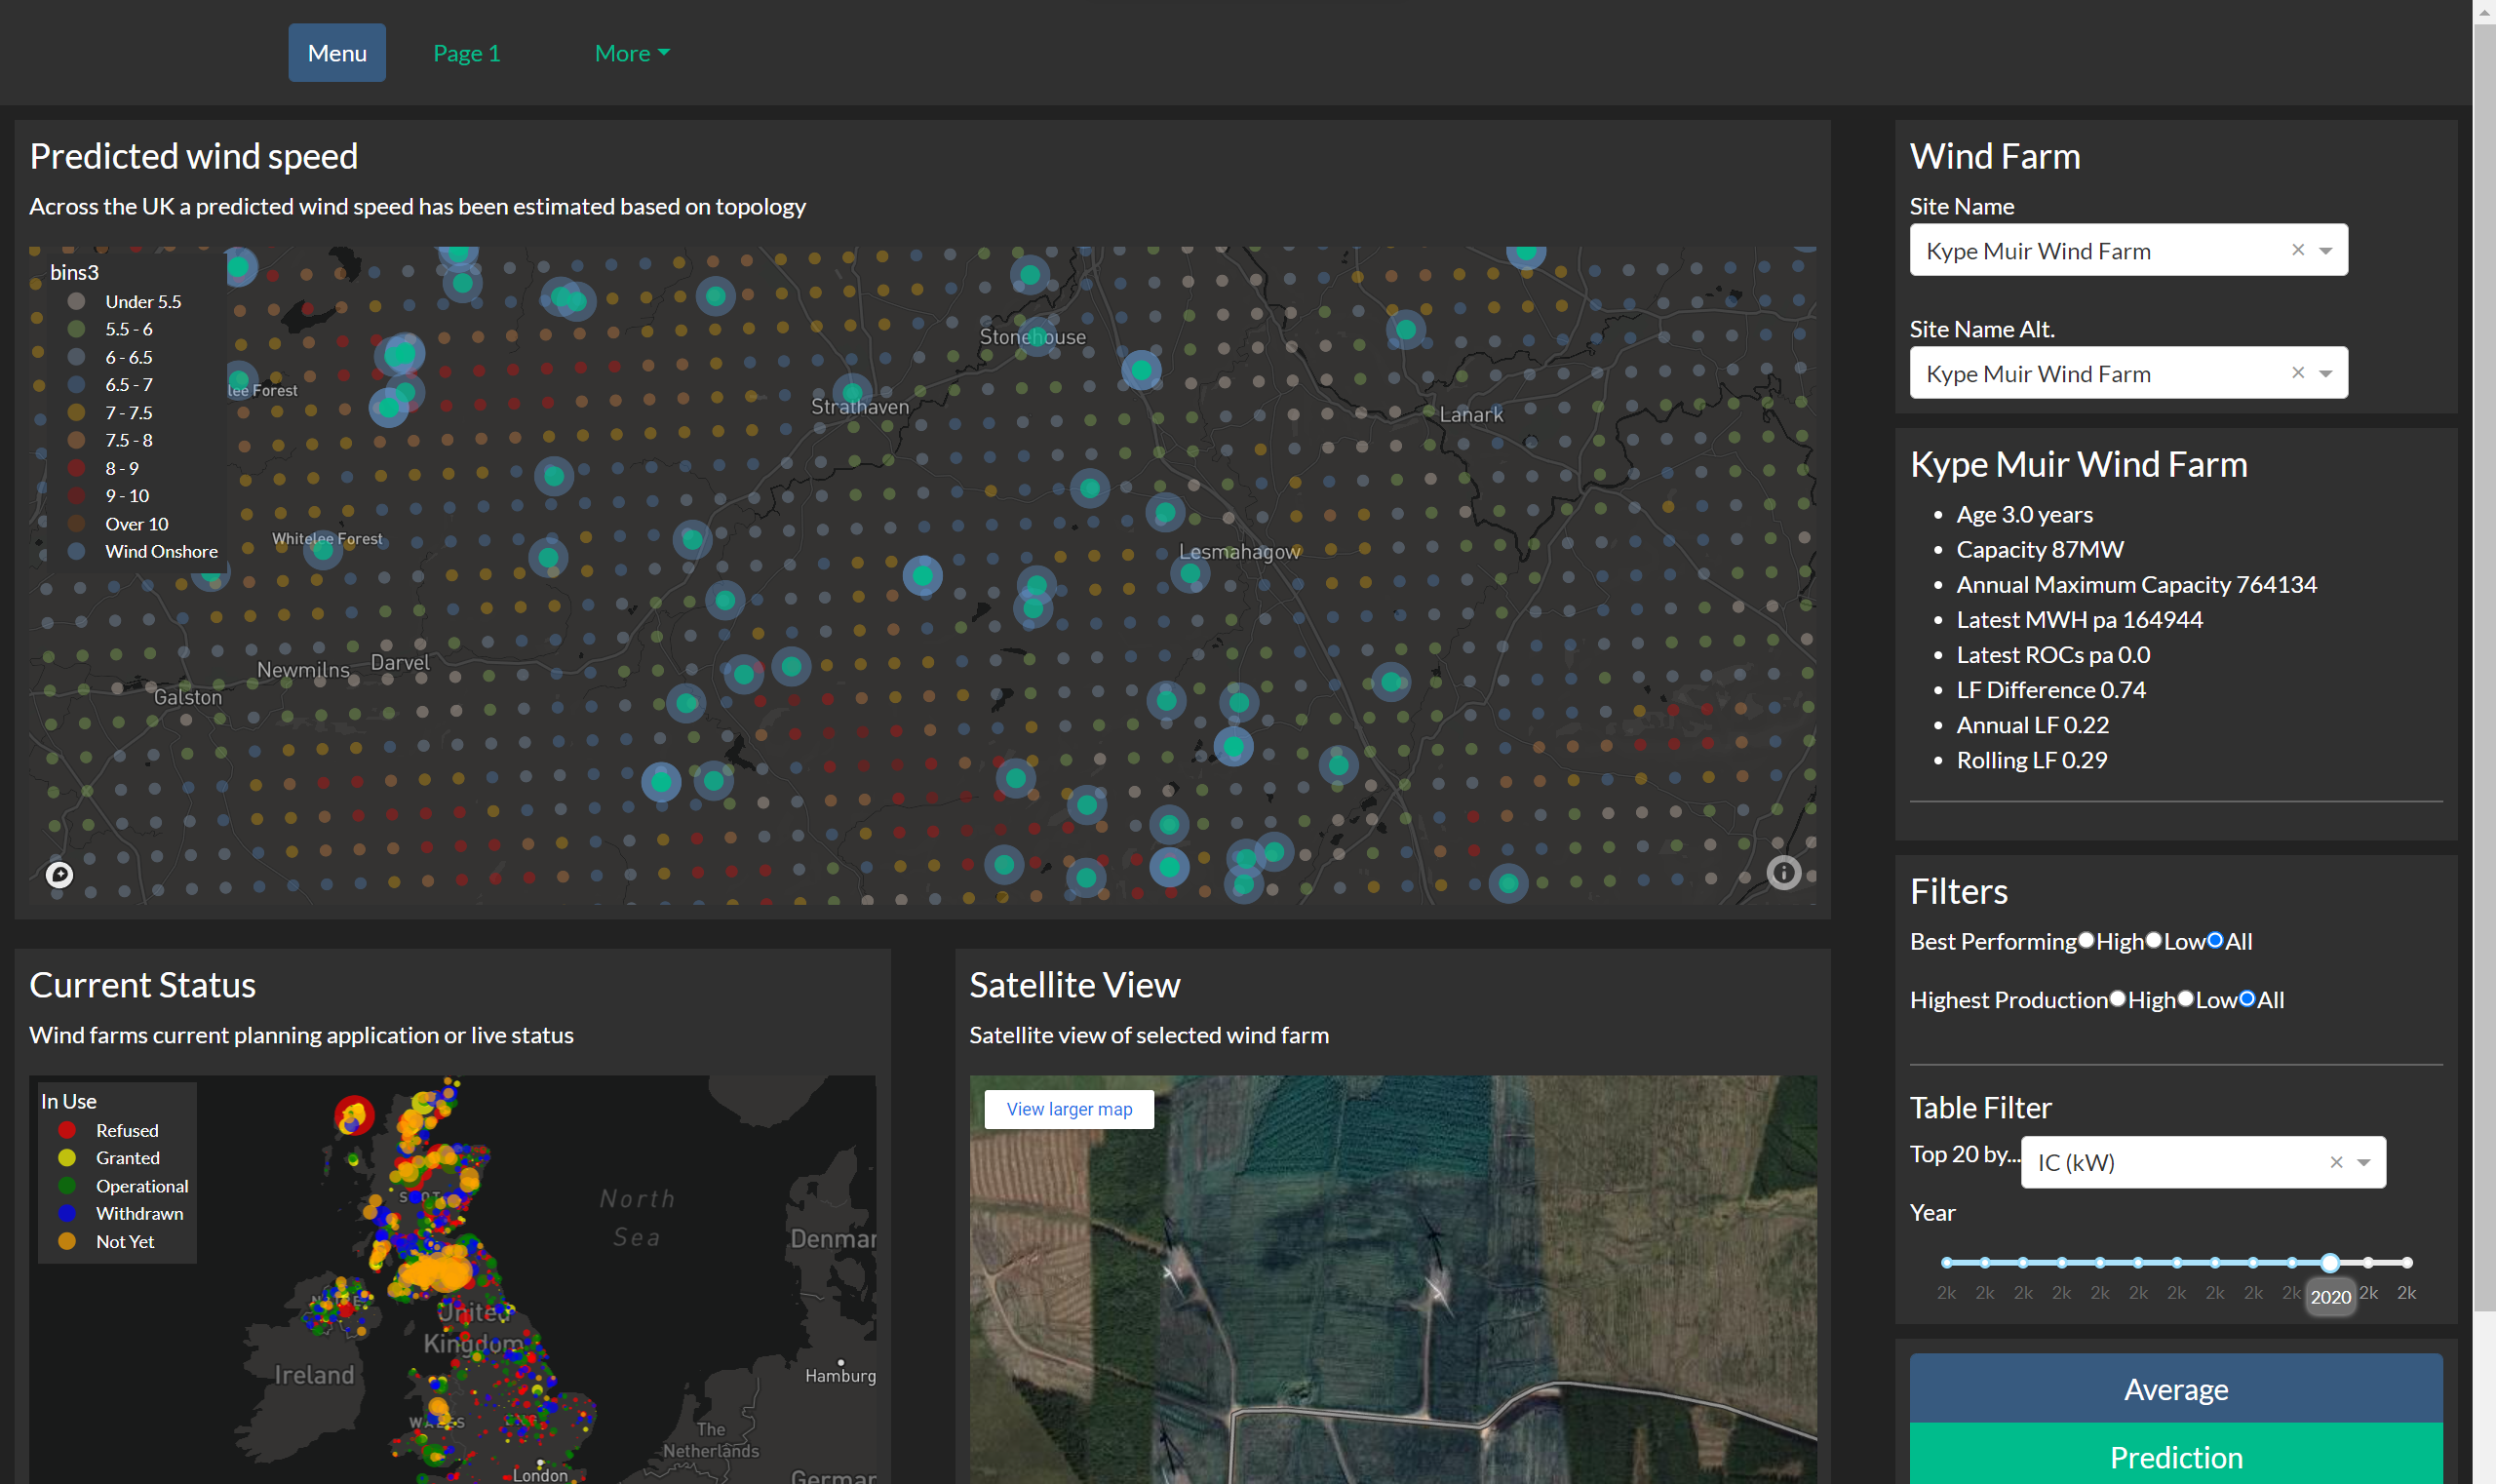 Menu
Page 1
More
Predicted wind speed
Across the UK a predicted wind speed has been estimated based on topology
bins3
Under 5.5
5.5 - 6
6 - 6.5
6.5 - 7
7 - 7.5
7.5 - 8
8 - 9
9 - 10
Over 10
Wind Onshore
Stonehouse
lee Forest
Strathaven
Lanark
Whitelee Forest
Lesmahagow
Newmilns
Darvel
Galston
Wind Farm
Site Name
Kype Muir Wind Farm
Site Name Alt.
Kype Muir Wind Farm
Kype Muir Wind Farm
Age 3.0 years
Capacity 87MW
Annual Maximum Capacity 764134
Latest MWH pa 164944
Latest ROCs pa 0.0
LF Difference 0.74
Annual LF 0.22
Rolling LF 0.29
Filters
Best Performing High Low All
Highest Production High Low All
Table Filter
Top 20 by... IC (kW)
Year
2k 2k 2k 2k 2k 2k 2k 2k 2k 2k 2020 2k 2k
Average
Prediction
Current Status
Wind farms current planning application or live status
In Use
Refused
Granted
Operational
Withdrawn
Not Yet
North
Sea
Denmar
United
Kingdom
Ireland
Hamburg
WALES
The
Netherlands
London
German
Satellite View
Satellite view of selected wind farm
View larger map